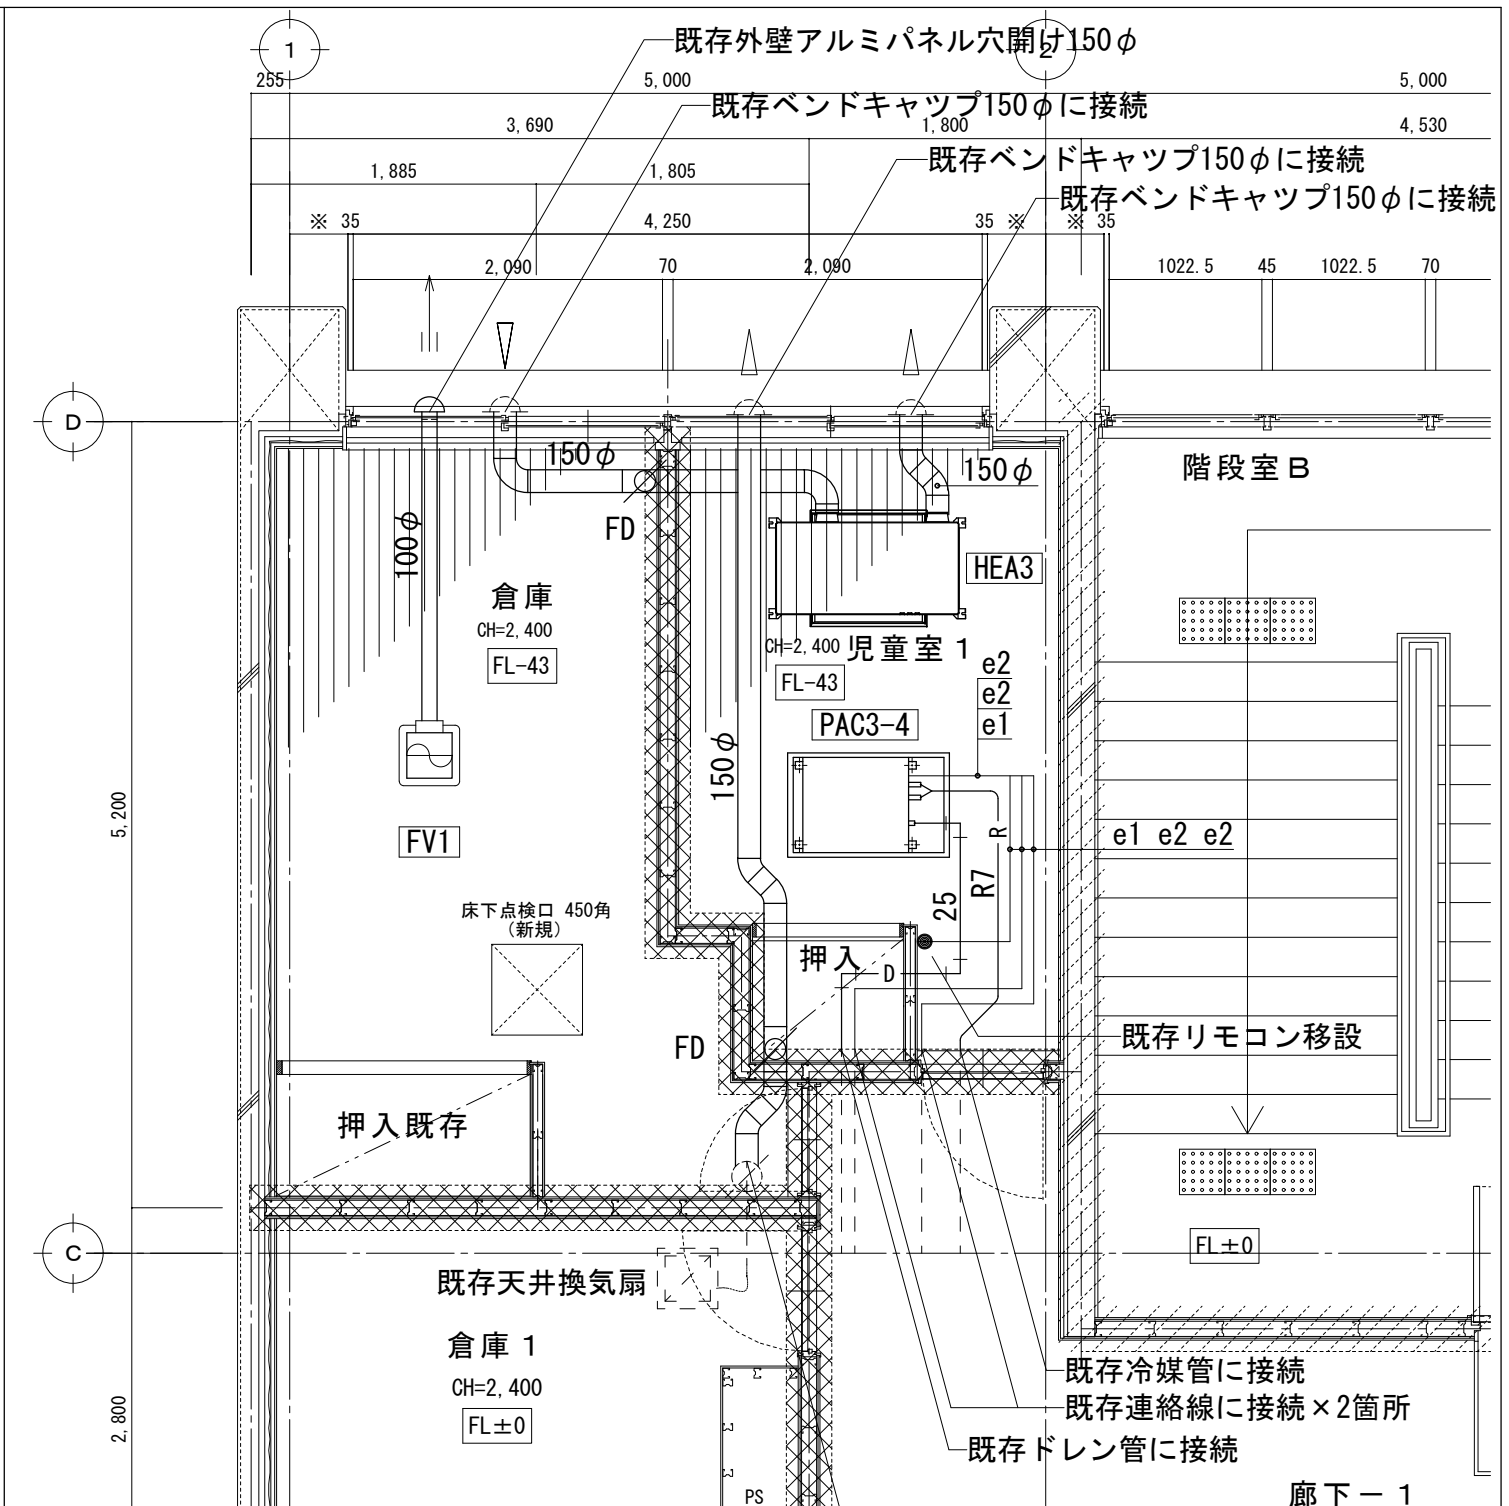 既存外壁アルミパネル穴開け150φ
1
2
255
5,000
5,000
既存ベンドキャツプ150φに接続
3,690
1,800
4,530
既存ベンドキャツプ150φに接続
1,885
1,805
既存ベンドキャツプ150φに接続
※ 35
4,250
35 ※
※ 35
2,090
70
2,090
1022.5
45
1022.5
70
D
150φ
150φ
階段室B
FD
100φ
HEA3
倉庫
CH=2,400
FL-43
CH=2,400
児童室1
FL-43
e2
e2
e1
PAC3-4
150φ
5,200
FV1
R
e1 e2 e2
R7
25
床下点検口 450角
(新規)
押入
D
FD
既存リモコン移設
押入既存
C
FL±0
既存天井換気扇
倉庫1
CH=2,400
FL±0
既存冷媒管に接続
既存連絡線に接続×2箇所
2,800
既存ドレン管に接続
PS
廊下-1